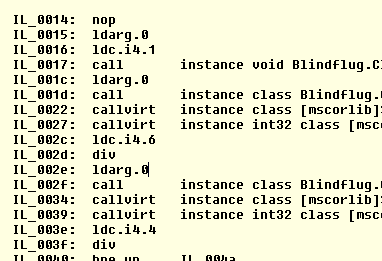 IL_0014: nop
IL_0015: ldarg.0
IL_0016: ldc.i4.1
IL_0017: call instance void Blindflug.C
IL_001c: ldarg.0
IL_001d: call instance class Blindflug.
IL_0022: callvirt instance class [mscorlib]
IL_0027: callvirt instance int32 class [msc
IL_002c: ldc.i4.6
IL_002d: div
IL_002e: ldarg.0
IL_002f: call instance class Blindflug.
IL_0034: callvirt instance class [mscorlib]
IL_0039: callvirt instance int32 class [msc
IL_003e: ldc.i4.4
IL_003f: div
IL_0040: bne.un IL_004a